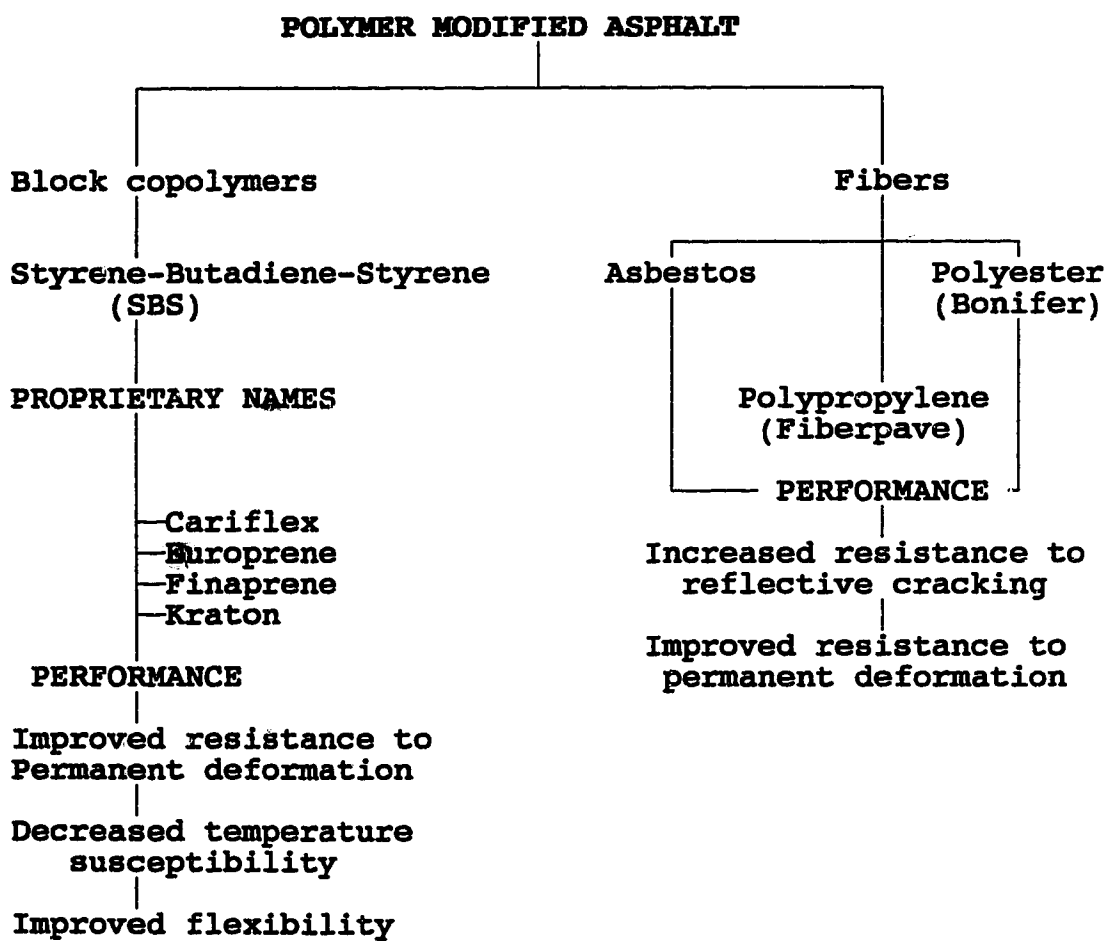 POLYMER MODIFIED ASPHALT
Block copolymers
Styrene-Butadiene-Styrene
(SBS)
PROPRIETARY NAMES
Cariflex
Europrene
Finaprene
Kraton
PERFORMANCE
Improved resistance to
Permanent deformation
Decreased temperature
susceptibility
Improved flexibility
Fibers
Asbestos
Polyester
(Bonifer)
Polypropylene
(Fiberpave)
PERFORMANCE
Increased resistance to
reflective cracking
Improved resistance to
permanent deformation